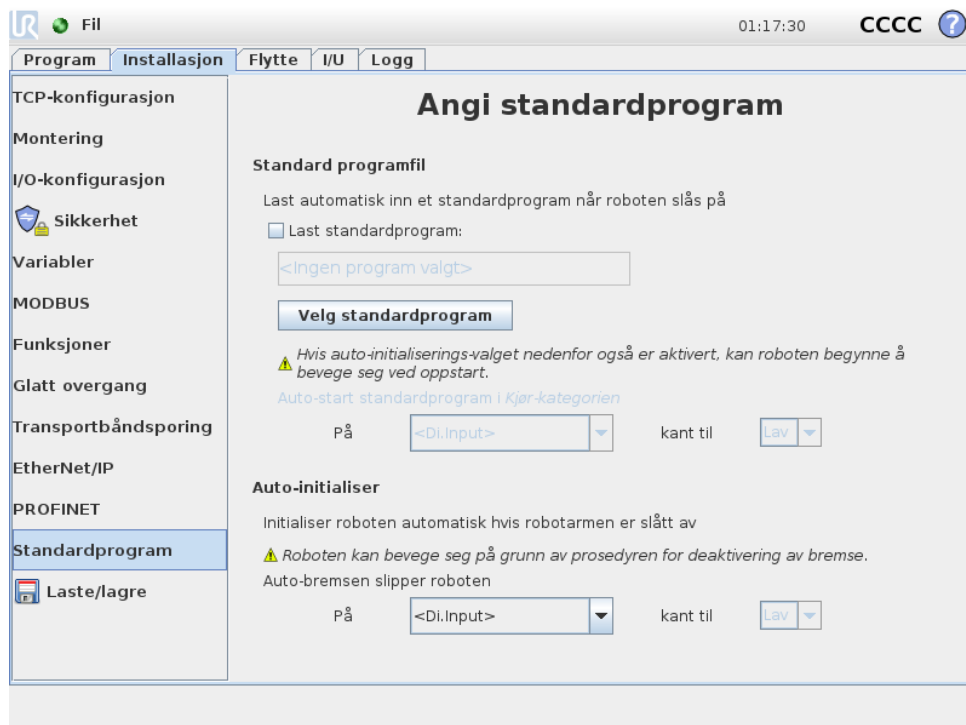 UR Fil 01:17:30 CCCC ?
Program Installasjon Flytte I/U Logg
TCP-konfigurasjon
Montering
I/O-konfigurasjon
Sikkerhet
Variabler
MODBUS
Funksjoner
Glatt overgang
Transportbåndsporing
EtherNet/IP
PROFINET
Standardprogram
Laste/lagre
Angi standardprogram
Standard programfil
Last automatisk inn et standardprogram når roboten slås på
Last standardprogram:
<Ingen program valgt>
Velg standardprogram
Hvis auto-initialiserings-valget nedenfor også er aktivert, kan roboten begynne å
bevege seg ved oppstart.
Auto-start standardprogram i Kjør-kategorien
På <Di.Input> kant til Lav
Auto-initialiser
Initialiser roboten automatisk hvis robotarmen er slått av
Roboten kan bevege seg på grunn av prosedyren for deaktivering av bremse.
Auto-bremsen slipper roboten
På <Di.Input> kant til Lav